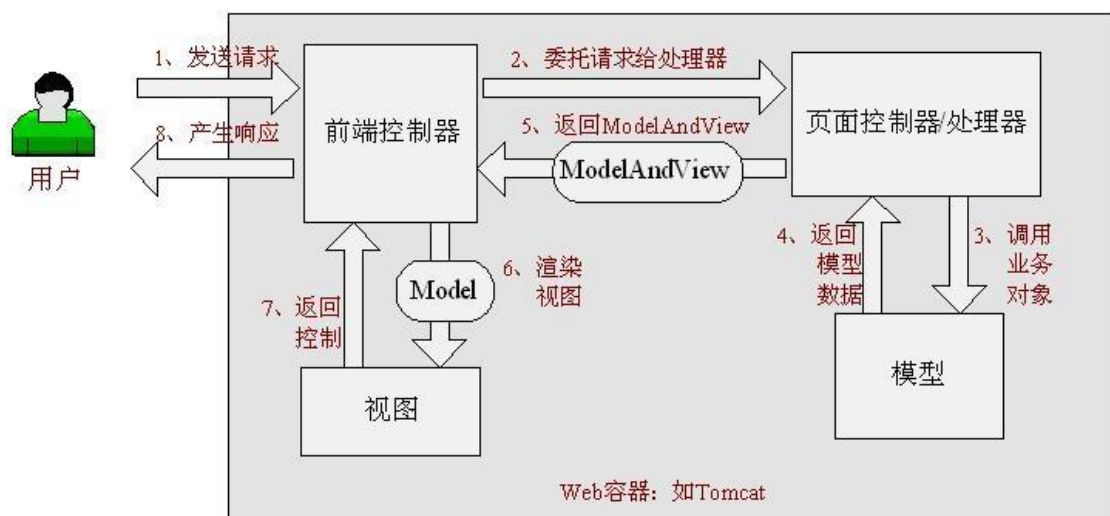 1、发送请求
2、委托请求给处理器
前端控制器
页面控制器/处理器
8、产生响应
5、返回ModelAndView
ModelAndView
用户
4、返回
模型
数据
3、调用
业务
对象
6、渲染
视图
Model
7、返回
控制
模型
视图
Web容器：如Tomcat